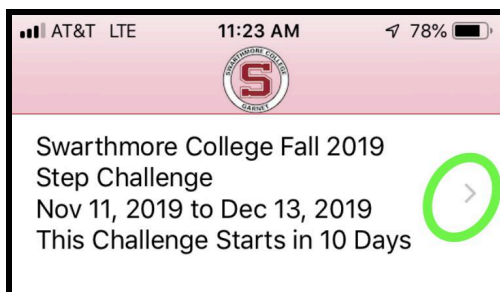 AT&T LTE 11:23 AM 78%
SWARTHMORE COLLEGE
S
GARNET
Swarthmore College Fall 2019
Step Challenge
Nov 11, 2019 to Dec 13, 2019
This Challenge Starts in 10 Days